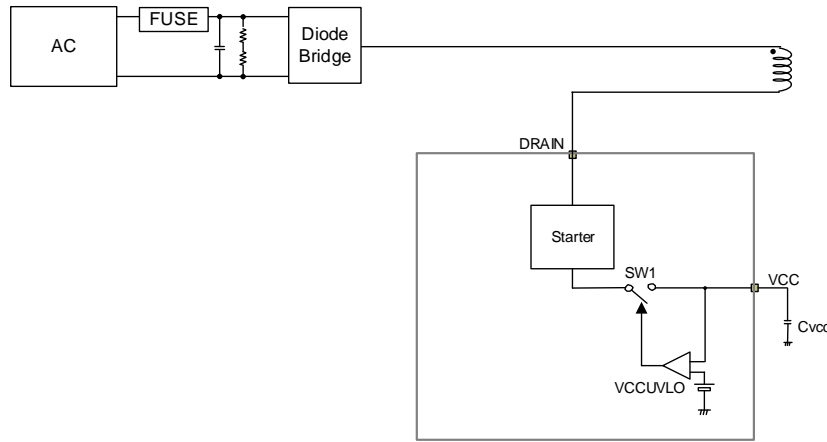 AC
FUSE
Diode
Bridge
DRAIN
Starter
SW1
VCC
Cvcc
VCCUVLO